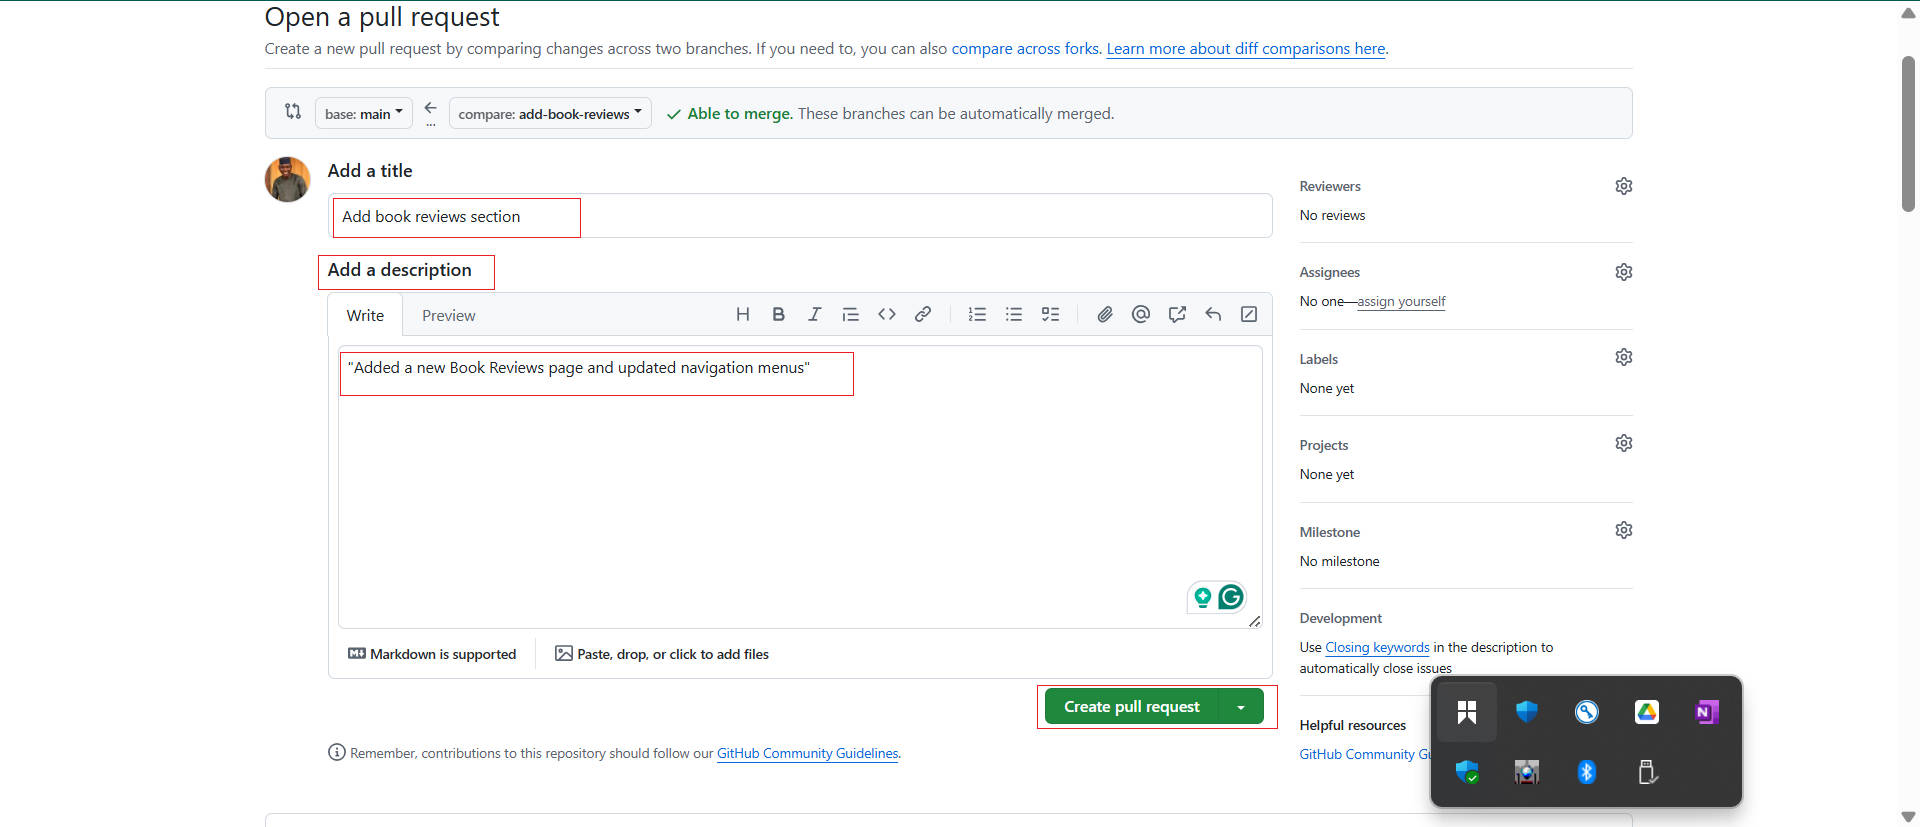 Open a pull request
Create a new pull request by comparing changes across two branches. If you need to, you can also compare across forks. Learn more about diff comparisons here.
base: main
compare: add-book-reviews
Able to merge. These branches can be automatically merged.
Add a title
Add book reviews section
Add a description
Write
Preview
"Added a new Book Reviews page and updated navigation menus"
Markdown is supported
Paste, drop, or click to add files
Create pull request
Remember, contributions to this repository should follow our GitHub Community Guidelines.
Reviewers
No reviews
Assignees
No one—assign yourself
Labels
None yet
Projects
None yet
Milestone
No milestone
Development
Use Closing keywords in the description to
automatically close issues
Helpful resources
GitHub Community Gu